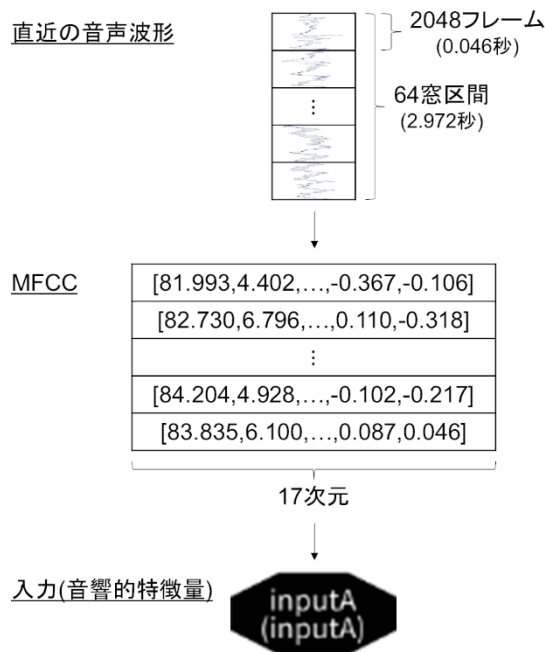 直近の音声波形
2048フレーム
(0.046秒)
⋮
64窓区間
(2.972秒)
MFCC
[81.993,4.402,…,-0.367,-0.106]
[82.730,6.796,…,0.110,-0.318]
⋮
[84.204,4.928,…,-0.102,-0.217]
[83.835,6.100,…,0.087,0.046]
17次元
入力(音響的特徴量)
inputA
(inputA)